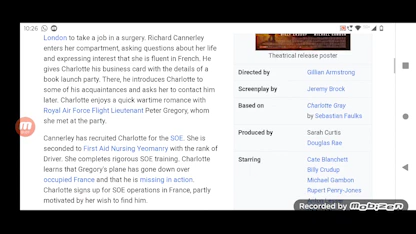 10:26
London to take a job in a surgery. Richard Cannerley
enters her compartment, asking questions about her life
and expressing interest that she is fluent in French. He
gives Charlotte his business card with the details of a
book launch party. There, he introduces Charlotte to
some of his acquaintances and asks her to contact him
later. Charlotte enjoys a quick wartime romance with
Royal Air Force Flight Lieutenant Peter Gregory, whom
she met at the party.
Cannerley has recruited Charlotte for the SOE. She is
seconded to First Aid Nursing Yeomanry with the rank of
Driver. She completes rigorous SOE training. Charlotte
learns that Gregory's plane has gone down over
occupied France and that he is missing in action.
Charlotte signs up for SOE operations in France, partly
motivated by her wish to find him.
Theatrical release poster
Directed by Gillian Armstrong
Screenplay by Jeremy Brock
Based on Charlotte Gray
by Sebastian Faulks
Produced by Sarah Curtis
Douglas Rae
Starring Cate Blanchett
Billy Crudup
Michael Gambon
Rupert Penry-Jones
Recorded by Mobizen